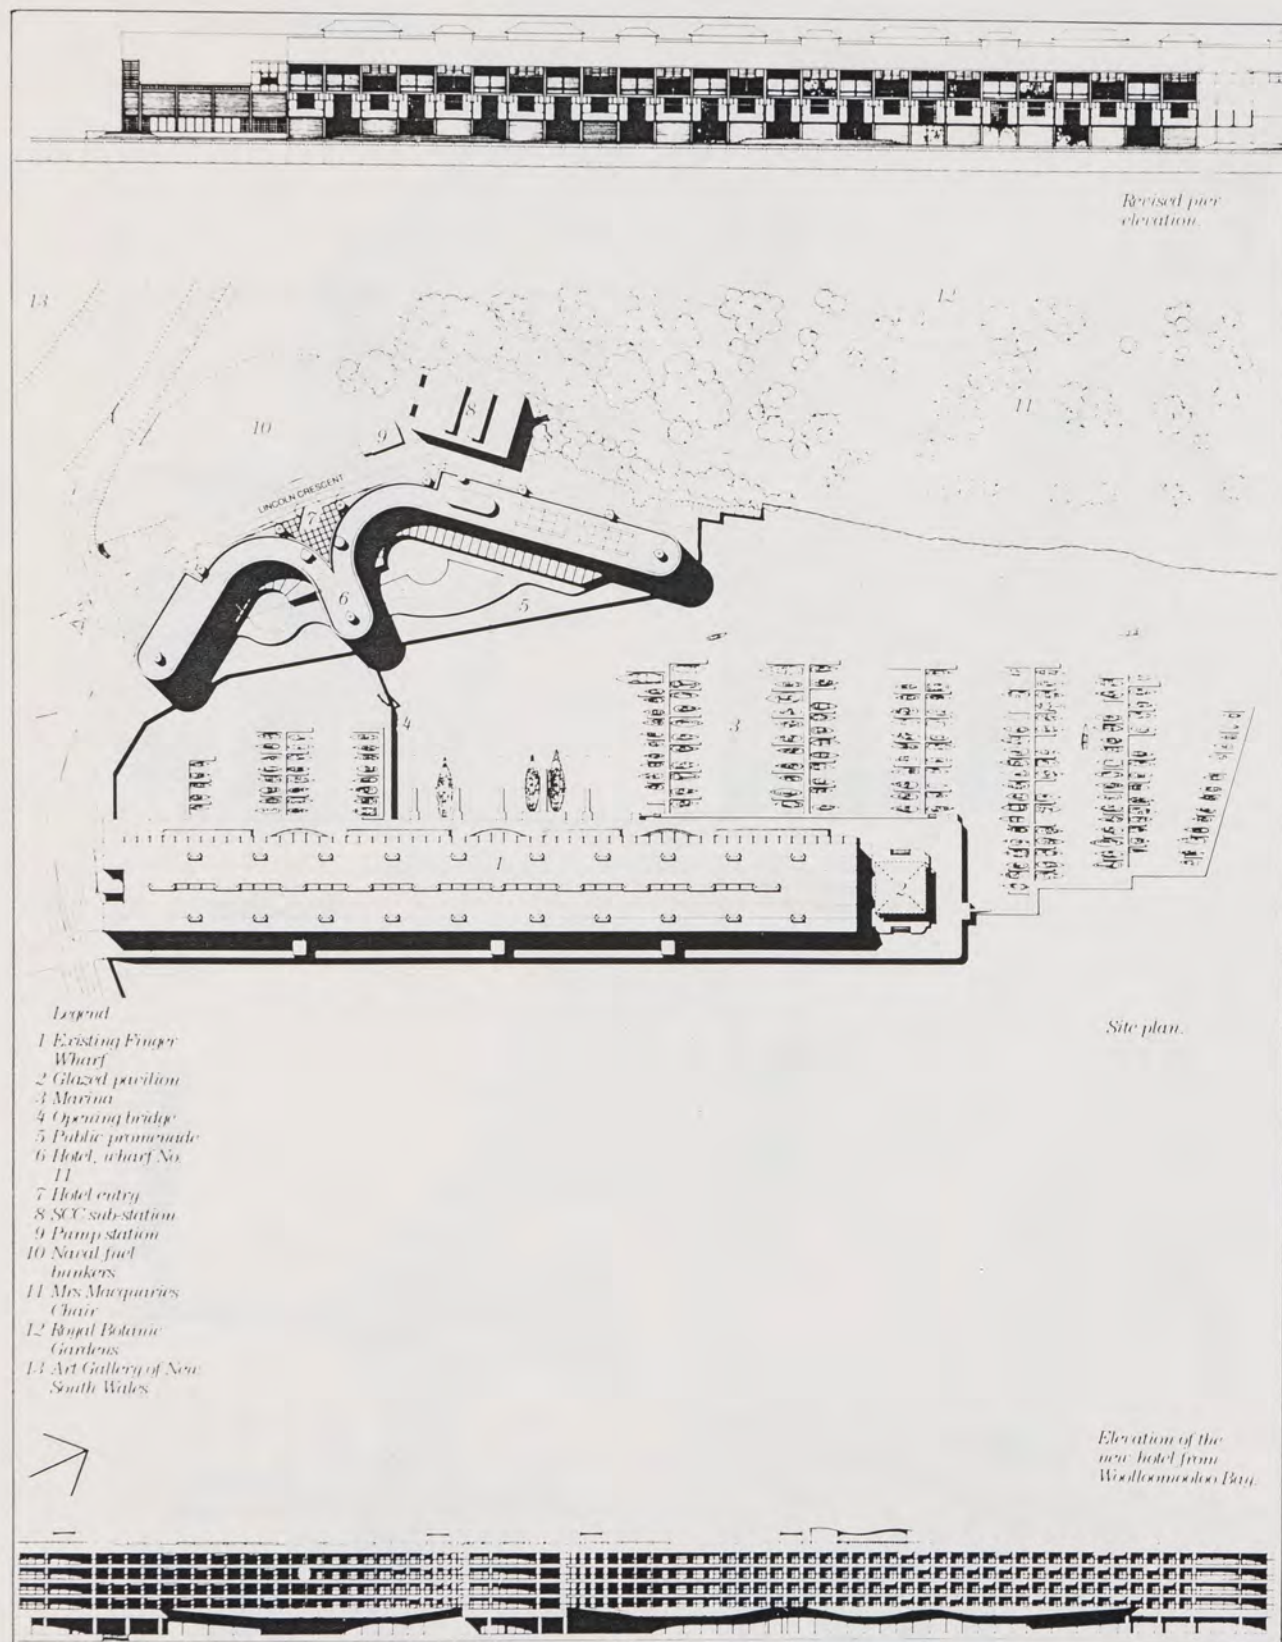 Revised pier
elevation.
13
12
11
8
9
10
LINCOLN CRESCENT
7
6
5
4
3
1
2
Legend
1 Existing Finger
Wharf
2 Glazed pavilion
3 Marina
4 Opening bridge
5 Public promenade
6 Hotel, wharf No.
11
7 Hotel entry
8 SCC sub-station
9 Pump station
10 Naval fuel
bunkers
11 Mrs Macquaries
Chair
12 Royal Botanic
Gardens
13 Art Gallery of New
South Wales
Site plan.
Elevation of the
new hotel from
Woolloomooloo Bay.